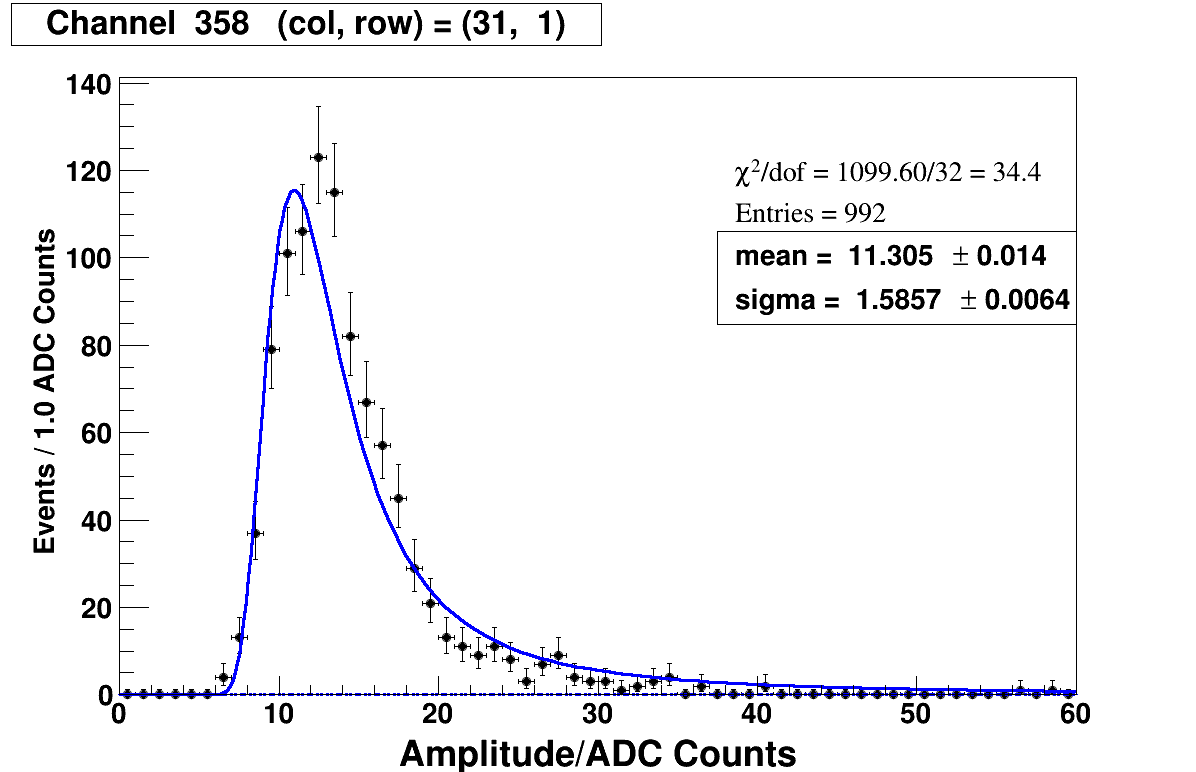 Channel 358 (col, row) = (31, 1)
140
120
100
80
60
40
20
0
Events / 1.0 ADC Counts
χ²/dof = 1099.60/32 = 34.4
Entries = 992
mean = 11.305 ± 0.014
sigma = 1.5857 ± 0.0064
0 10 20 30 40 50 60
Amplitude/ADC Counts